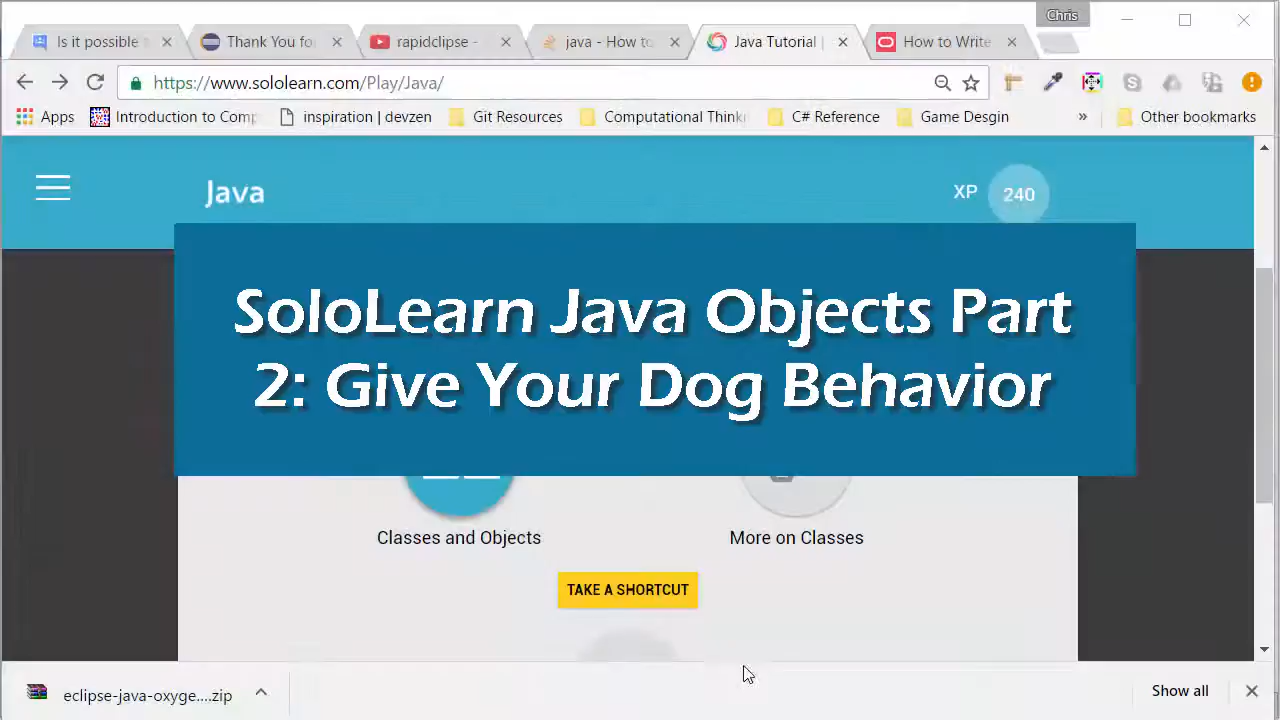 Chris
Is it possible
Thank You fo
rapidclipe -
java - How to
Java Tutorial |
How to Write
https://www.sololearn.com/Play/Java/
Apps
Introduction to Comp
inspiration | devzen
Git Resources
Computational Think
C# Reference
Game Desgin
»
Other bookmarks
Java
XP
240
SoloLearn Java Objects Part
2: Give Your Dog Behavior
Classes and Objects
More on Classes
TAKE A SHORTCUT
eclipse-java-oxyge....zip
Show all